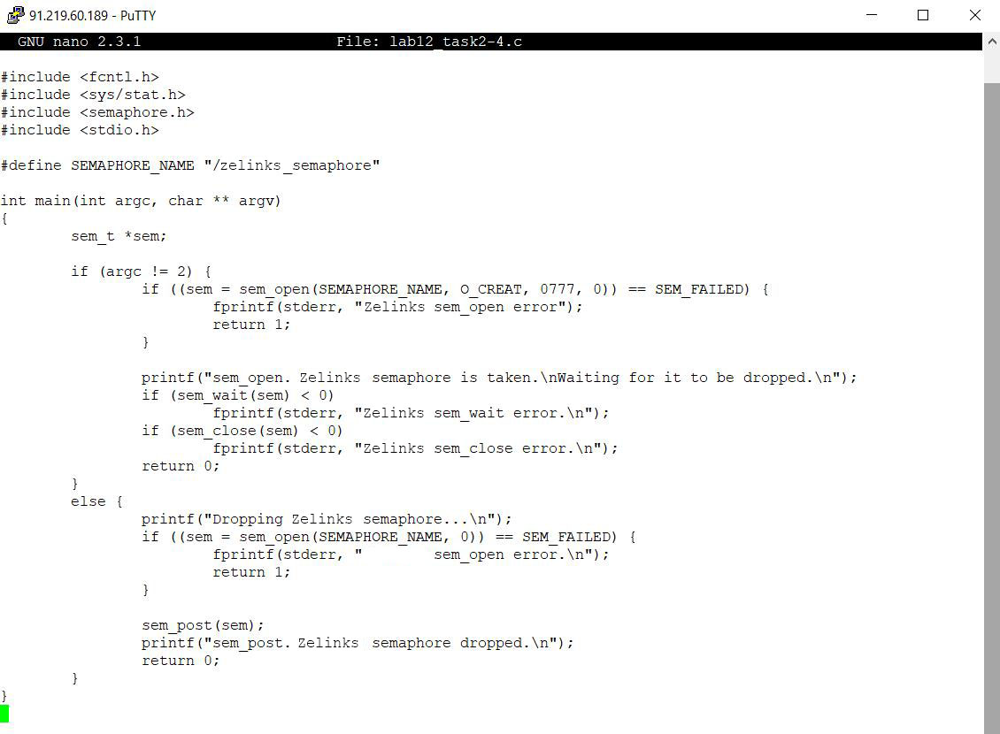 91.219.60.189 - PuTTY
GNU nano 2.3.1 File: lab12_task2-4.c
#include <fcntl.h>
#include <sys/stat.h>
#include <semaphore.h>
#include <stdio.h>
#define SEMAPHORE_NAME "/zelinks_semaphore"
int main(int argc, char ** argv)
{
        sem_t *sem;
        if (argc != 2) {
                if ((sem = sem_open(SEMAPHORE_NAME, O_CREAT, 0777, 0)) == SEM_FAILED) {
                        fprintf(stderr, "Zelinks sem_open error");
                        return 1;
                }
                printf("sem_open. Zelinks semaphore is taken.\nWaiting for it to be dropped.\n");
                if (sem_wait(sem) < 0)
                        fprintf(stderr, "Zelinks sem_wait error.\n");
                if (sem_close(sem) < 0)
                        fprintf(stderr, "Zelinks sem_close error.\n");
                return 0;
        }
        else {
                printf("Dropping Zelinks semaphore...\n");
                if ((sem = sem_open(SEMAPHORE_NAME, 0)) == SEM_FAILED) {
                        fprintf(stderr, "        sem_open error.\n");
                        return 1;
                }
                sem_post(sem);
                printf("sem_post. Zelinks semaphore dropped.\n");
                return 0;
        }
}